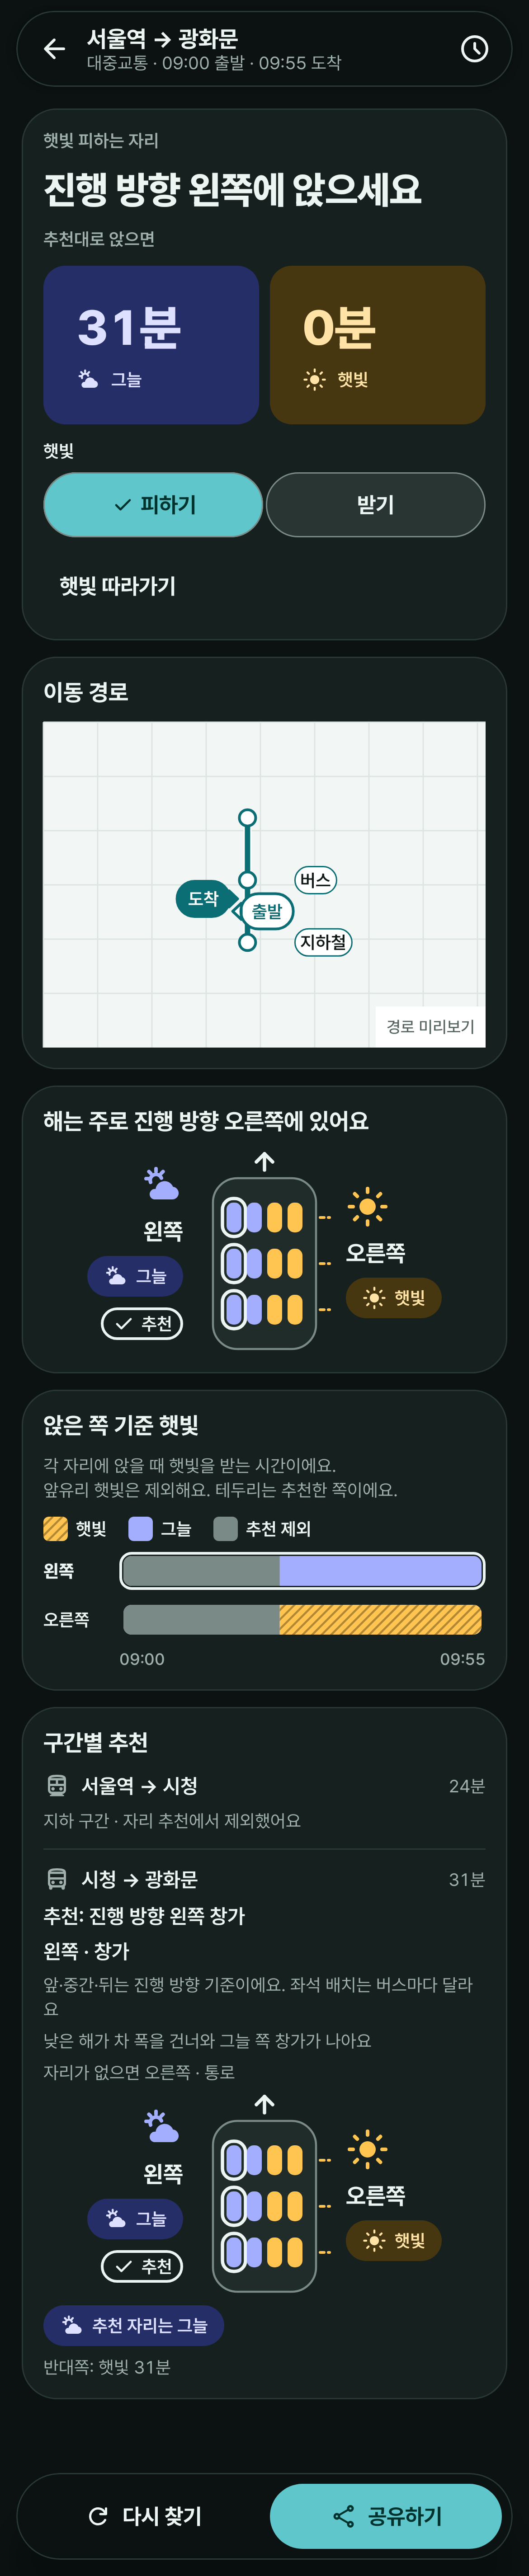 서울역 → 광화문
대중교통 · 09:00 출발 · 09:55 도착
햇빛 피하는 자리
진행 방향 왼쪽에 앉으세요
추천대로 앉으면
31분
그늘
0분
햇빛
햇빛
피하기
받기
햇빛 따라가기
이동 경로
버스
도착
출발
지하철
경로 미리보기
해는 주로 진행 방향 오른쪽에 있어요
왼쪽
그늘
추천
오른쪽
햇빛
앉은 쪽 기준 햇빛
각 자리에 앉을 때 햇빛을 받는 시간이에요.
앞유리 햇빛은 제외해요. 테두리는 추천한 쪽이에요.
햇빛 그늘 추천 제외
왼쪽
오른쪽
09:00 09:55
구간별 추천
서울역 → 시청 24분
지하 구간 · 자리 추천에서 제외했어요
시청 → 광화문 31분
추천: 진행 방향 왼쪽 창가
왼쪽 · 창가
앞·중간·뒤는 진행 방향 기준이에요. 좌석 배치는 버스마다 달라
요
낮은 해가 차 폭을 건너와 그늘 쪽 창가가 나아요
자리가 없으면 오른쪽 · 통로
왼쪽
그늘
추천
오른쪽
햇빛
추천 자리는 그늘
반대쪽: 햇빛 31분
다시 찾기
공유하기